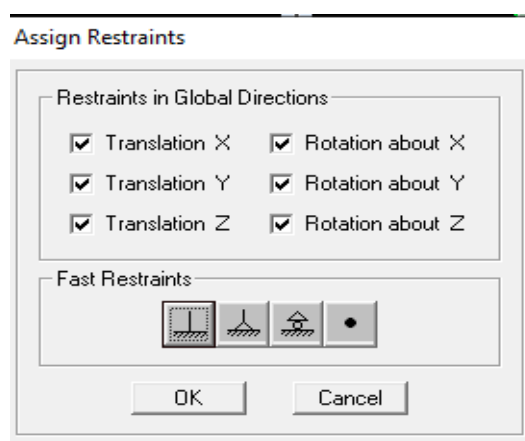 Assign Restraints
Restraints in Global Directions
Translation X Rotation about X
Translation Y Rotation about Y
Translation Z Rotation about Z
Fast Restraints
OK Cancel